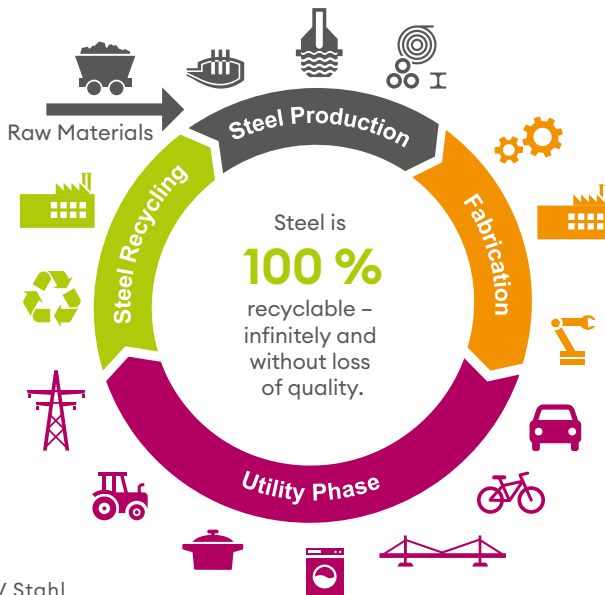 Raw Materials
Steel Production
Fabrication
Utility Phase
Steel Recycling
Steel is
100 %
recyclable –
infinitely and
without loss
of quality.
Stahl